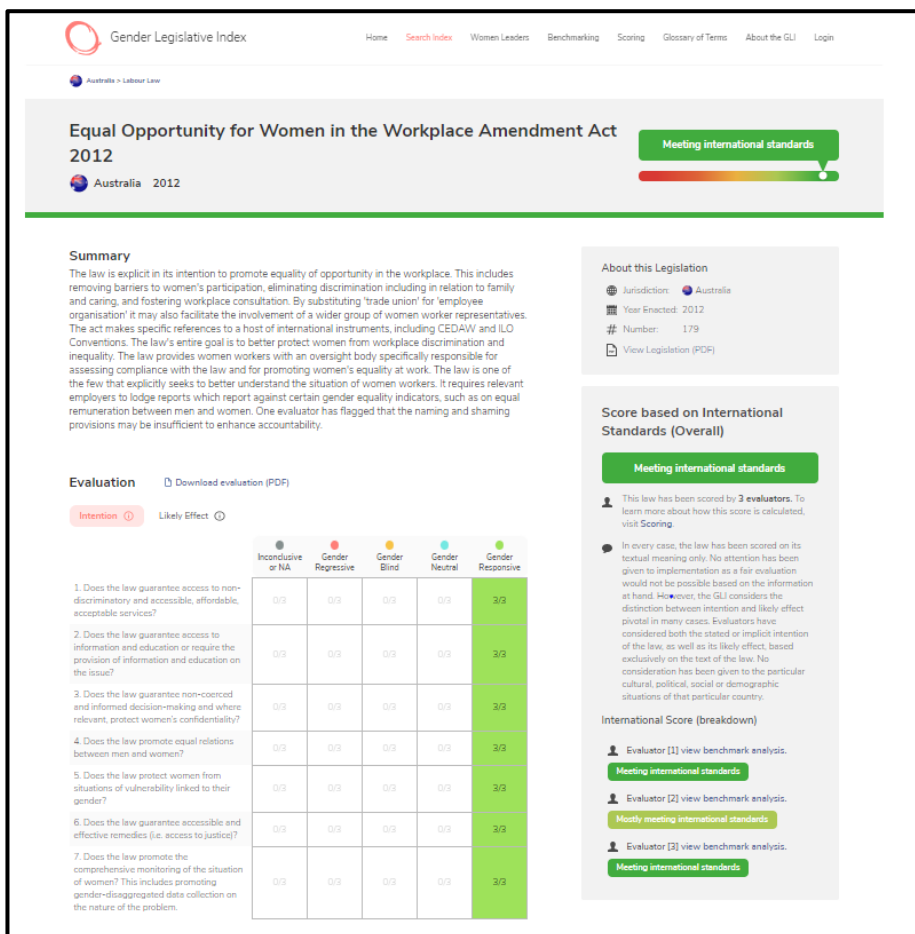 Gender Legislative Index
Home Search Index Women Leaders Benchmarking Scoring Glossary of Terms About the GLI Login
Australia > Labour Law
Equal Opportunity for Women in the Workplace Amendment Act
2012
Australia 2012
Meeting international standards
Summary
The law is explicit in its intention to promote equality of opportunity in the workplace. This includes
removing barriers to women's participation, eliminating discrimination including in relation to family
and caring, and fostering workplace consultation. By substituting 'trade union' for 'employee
organisation' it may also facilitate the involvement of a wider group of women worker representatives.
The act makes specific references to a host of international instruments, including CEDAW and ILO
Conventions. The law's entire goal is to better protect women from workplace discrimination and
inequality. The law provides women workers with an oversight body specifically responsible for
assessing compliance with the law and for promoting women's equality at work. The law is one of
the few that explicitly seeks to better understand the situation of women workers. It requires relevant
employers to lodge reports which report against certain gender equality indicators, such as on equal
remuneration between men and women. One evaluator has flagged that the naming and shaming
provisions may be insufficient to enhance accountability.
Evaluation Download evaluation (PDF)
Intention Likely Effect
Inconclusive
or NA
Gender
Regressive
Gender
Blind
Gender
Neutral
Gender
Responsive
1. Does the law guarantee access to non-
discriminatory and accessible, affordable,
acceptable services?
0/3 0/3 0/3 0/3 3/3
2. Does the law guarantee access to
information and education or require the
provision of information and education on
the issue?
0/3 0/3 0/3 0/3 3/3
3. Does the law guarantee non-coerced
and informed decision-making and where
relevant, protect women's confidentiality?
0/3 0/3 0/3 0/3 3/3
4. Does the law promote equal relations
between men and women?
0/3 0/3 0/3 0/3 3/3
5. Does the law protect women from
situations of vulnerability linked to their
gender?
0/3 0/3 0/3 0/3 3/3
6. Does the law guarantee accessible and
effective remedies (i.e. access to justice)?
0/3 0/3 0/3 0/3 3/3
7. Does the law promote the
comprehensive monitoring of the situation
of women? This includes promoting
gender-disaggregated data collection on
the nature of the problem.
0/3 0/3 0/3 0/3 3/3
About this Legislation
Jurisdiction: Australia
Year Enacted: 2012
# Number: 179
View Legislation (PDF)
Score based on International
Standards (Overall)
Meeting international standards
This law has been scored by 3 evaluators. To
learn more about how this score is calculated,
visit Scoring.
In every case, the law has been scored on its
textual meaning only. No attention has been
given to implementation as a fair evaluation
would not be possible based on the information
at hand. However, the GLI considers the
distinction between intention and likely effect
pivotal in many cases. Evaluators have
considered both the stated or implicit intention
of the law, as well as its likely effect, based
exclusively on the text of the law. No
consideration has been given to the particular
cultural, political, social or demographic
situations of that particular country.
International Score (breakdown)
Evaluator [1] view benchmark analysis.
Meeting international standards
Evaluator [2] view benchmark analysis.
Mostly meeting international standards
Evaluator [3] view benchmark analysis.
Meeting international standards